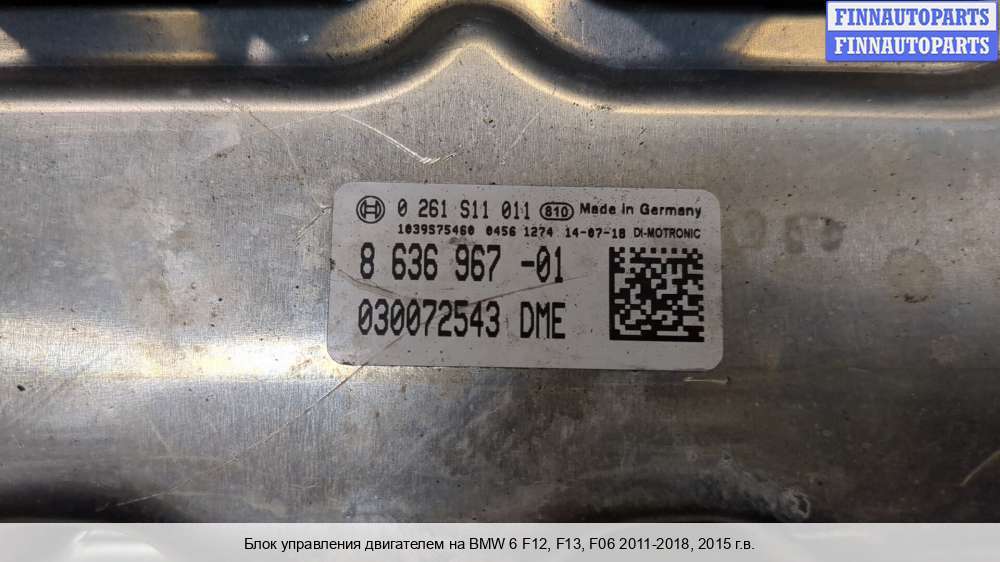 FINNAUTOPARTS
FINNAUTOPARTS
0 261 S11 011 810 Made in Germany
1039S75460 0456 1274 14-07-18 DI-MOTRONIC
8 636 967 -01
030072543 DME
Блок управления двигателем на BMW 6 F12, F13, F06 2011-2018, 2015 г.в.